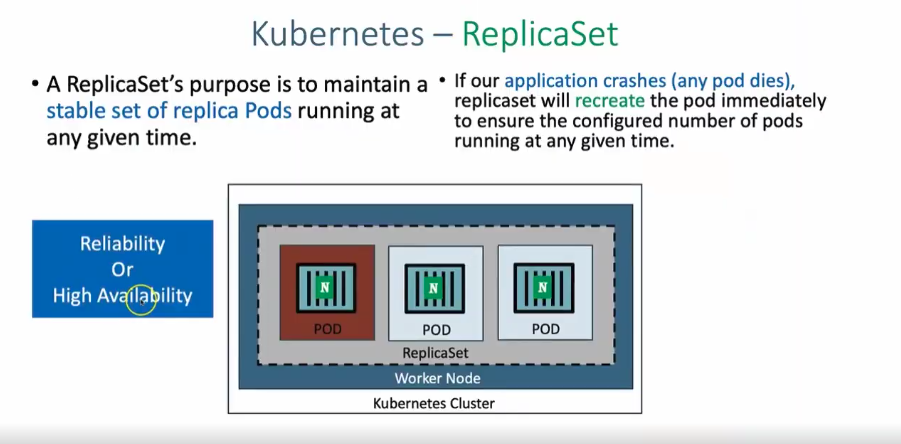 Kubernetes – ReplicaSet
• A ReplicaSet's purpose is to maintain a
stable set of replica Pods running at
any given time.
• If our application crashes (any pod dies),
replicaset will recreate the pod immediately
to ensure the configured number of pods
running at any given time.
Reliability
Or
High Availability
N
N
N
POD
POD
POD
ReplicaSet
Worker Node
Kubernetes Cluster